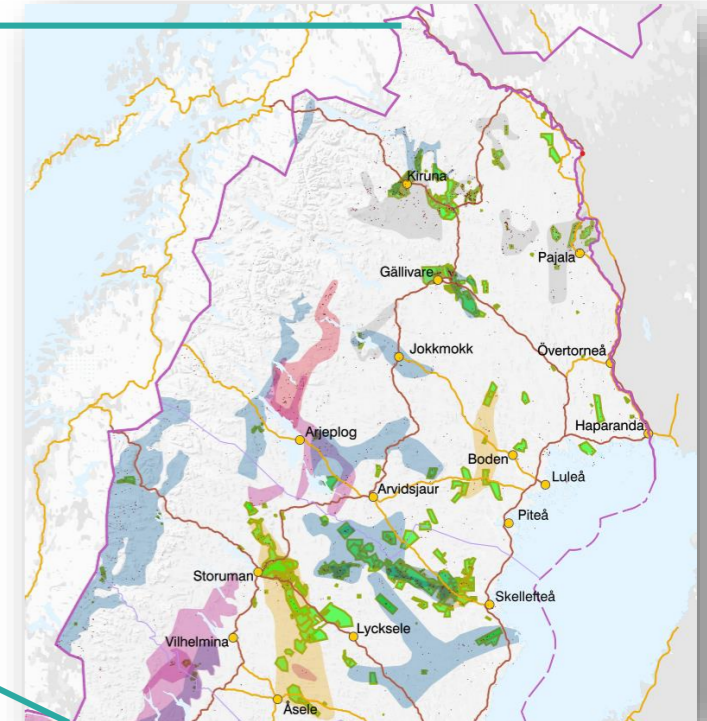 Kiruna
Pajala
Gällivare
Jokkmokk
Övertorneå
Haparanda
Arjeplog
Boden
Luleå
Arvidsjaur
Piteå
Storuman
Skellefteå
Lycksele
Vilhelmina
Åsele